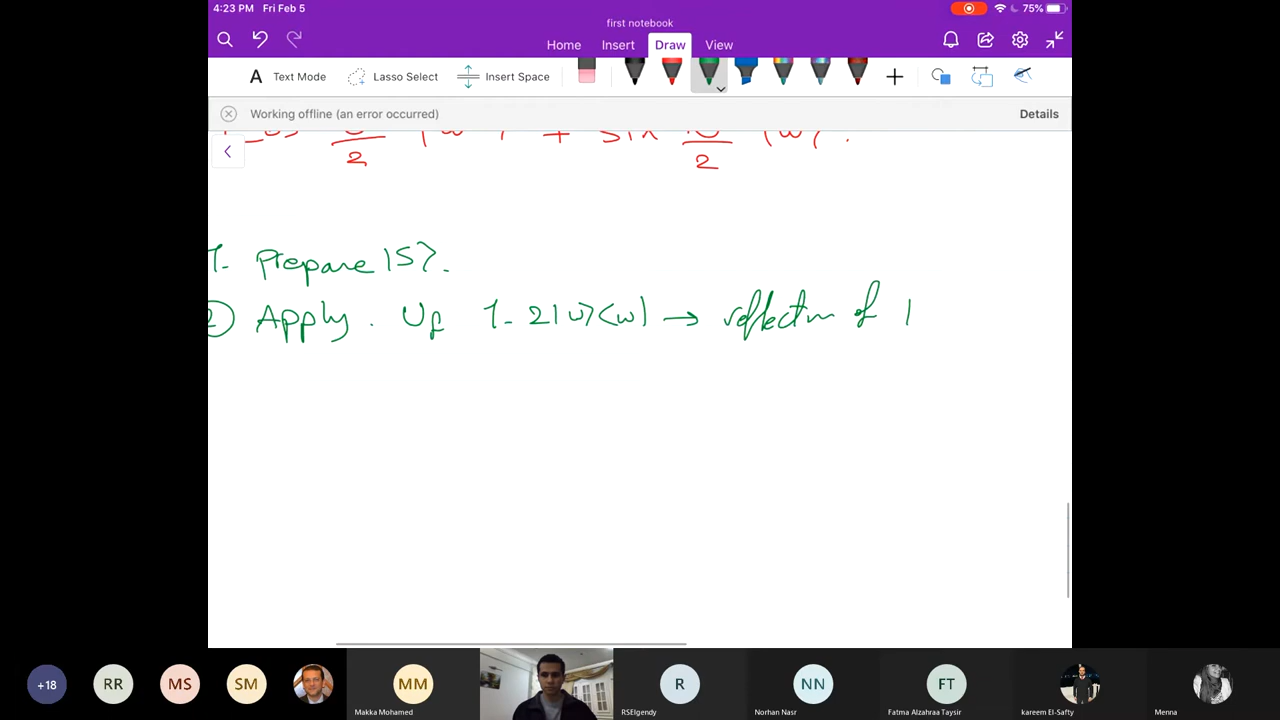 4:23 PM Fri Feb 5
75%
first notebook
Home Insert Draw View
A Text Mode Lasso Select Insert Space
Working offline (an error occurred) Details
2 + 2 (w).
1- Prepare |S>.
2) Apply. Uf 1- 2|w><w| → reflection of |
+18 RR MS SM MM R NN FT
Makka Mohamed RSElgendy Norhan Nasr Fatma Alzahraa Taysir kareem El-Safty Menna